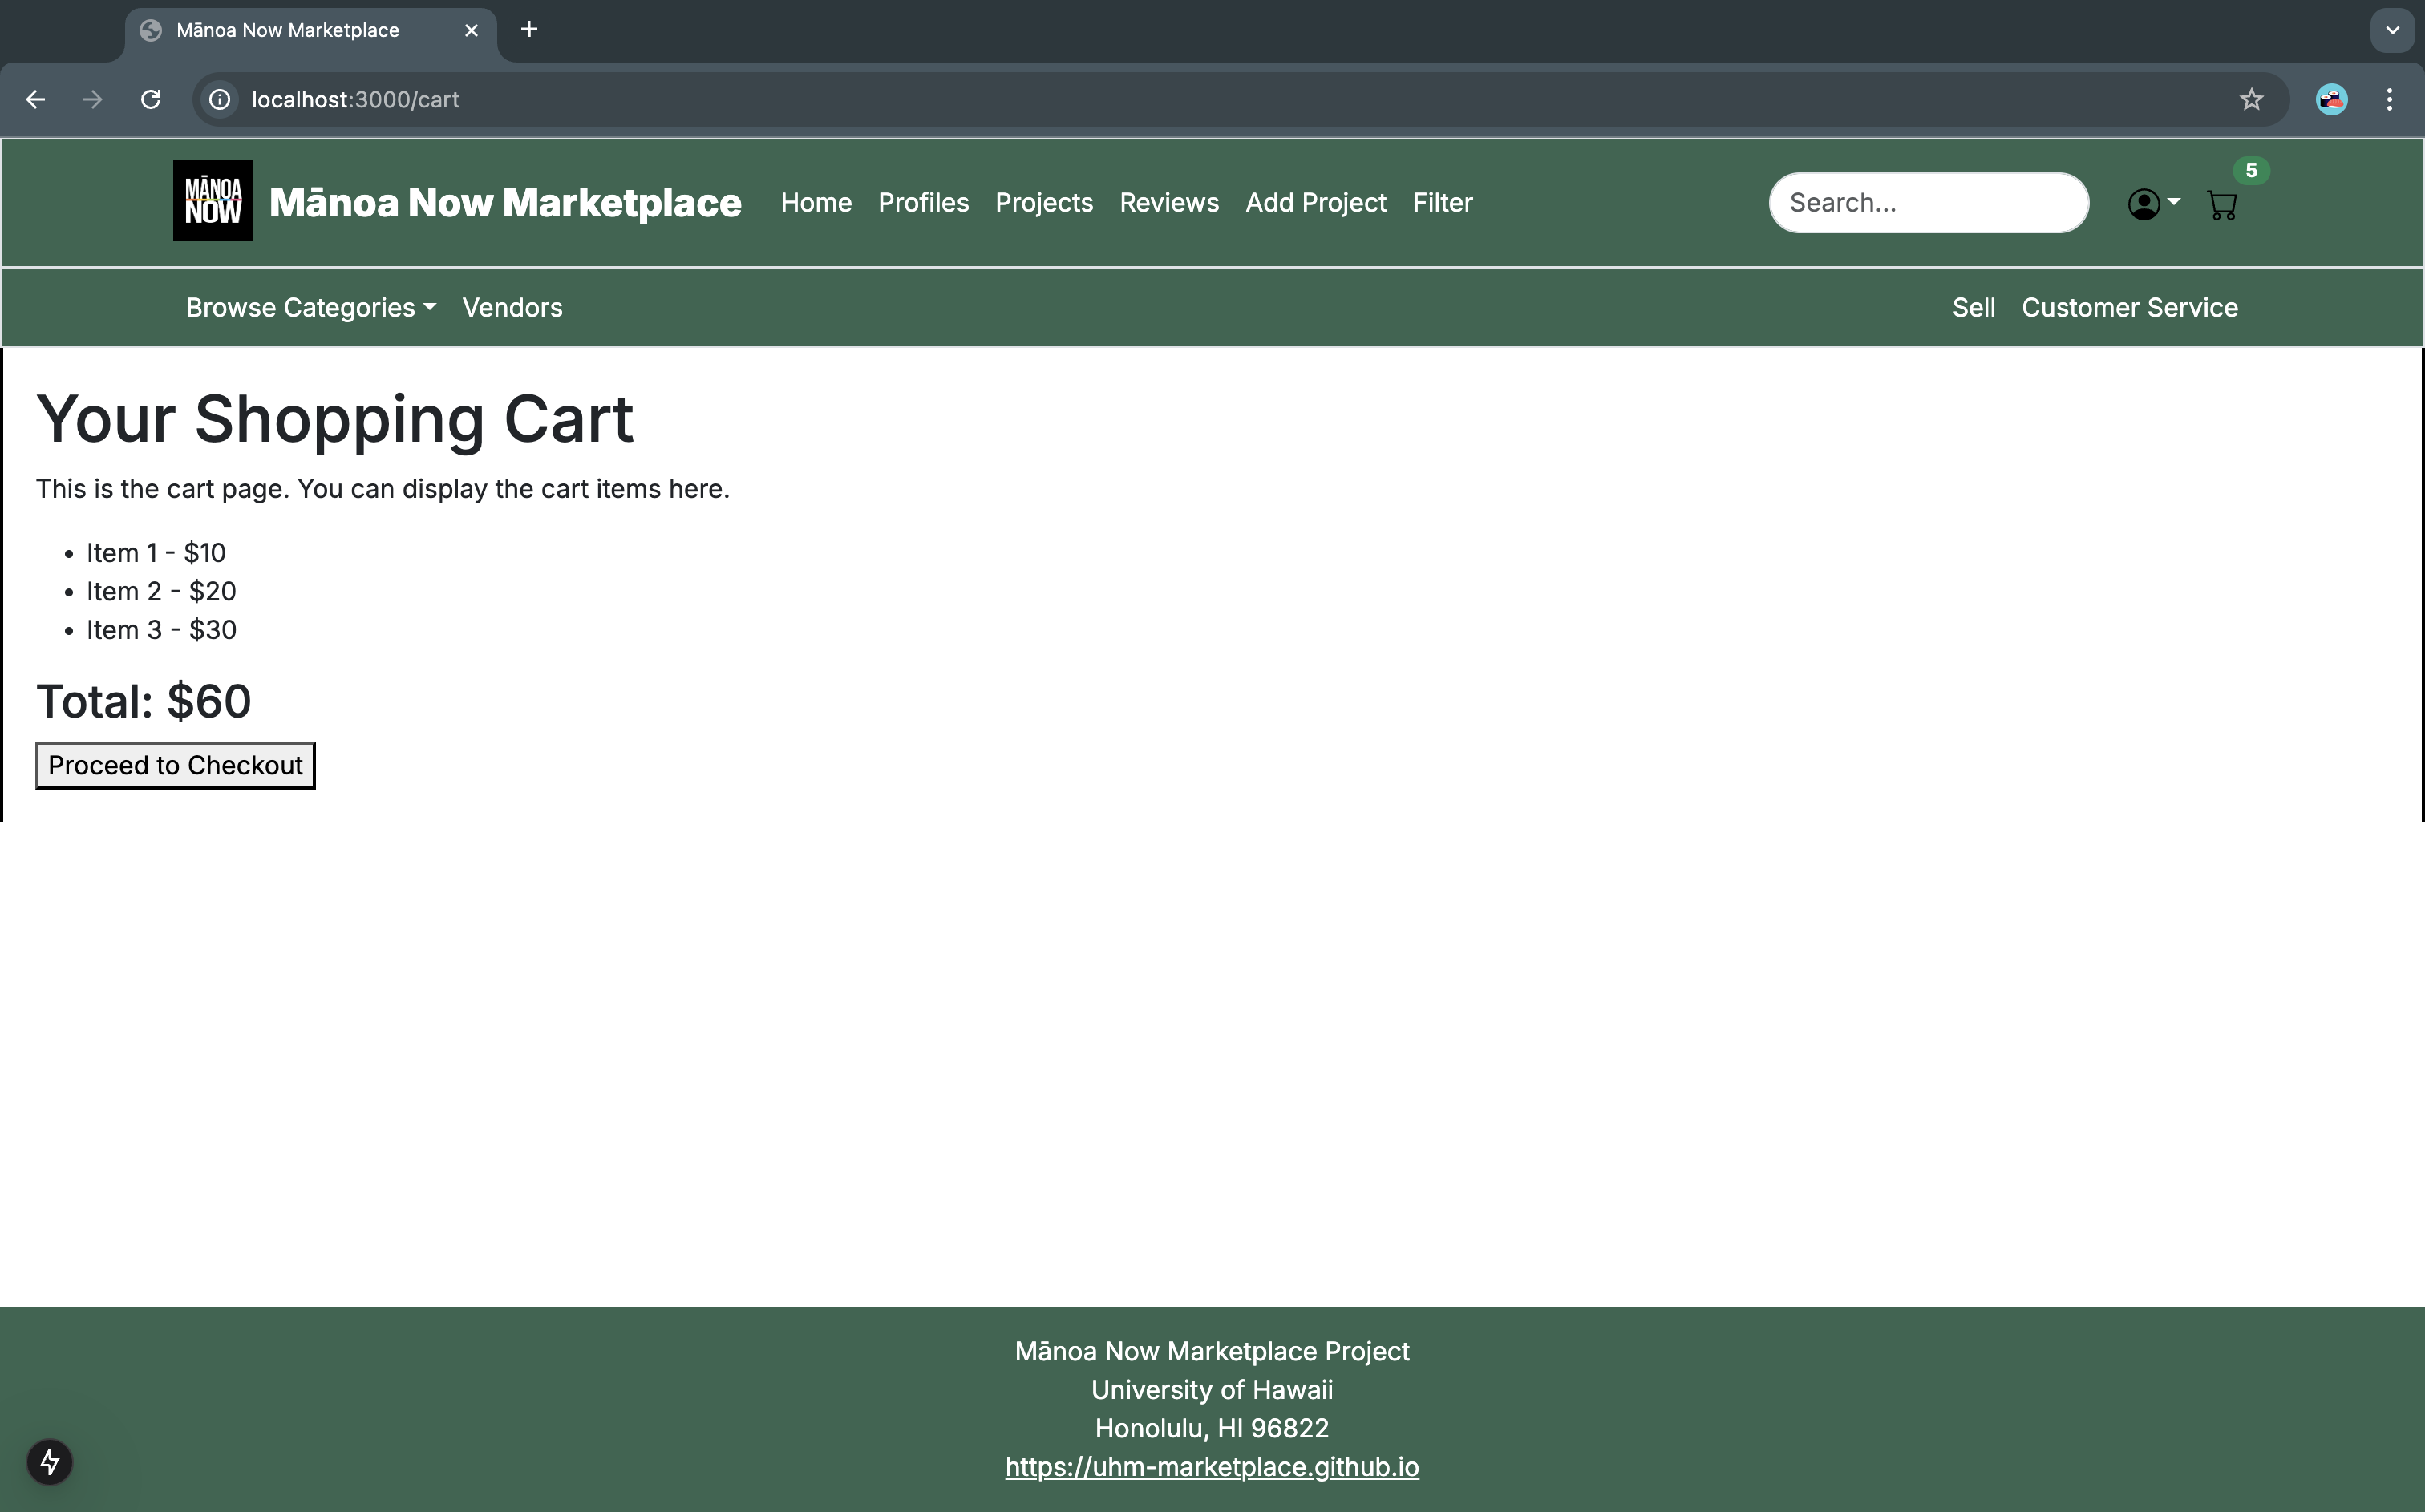 Mānoa Now Marketplace
localhost:3000/cart
MĀNOA
NOW
Mānoa Now Marketplace Home Profiles Projects Reviews Add Project Filter Search... 5
Browse Categories Vendors Sell Customer Service
Your Shopping Cart
This is the cart page. You can display the cart items here.
• Item 1 - $10
• Item 2 - $20
• Item 3 - $30
Total: $60
Proceed to Checkout
Mānoa Now Marketplace Project
University of Hawaii
Honolulu, HI 96822
https://uhm-marketplace.github.io